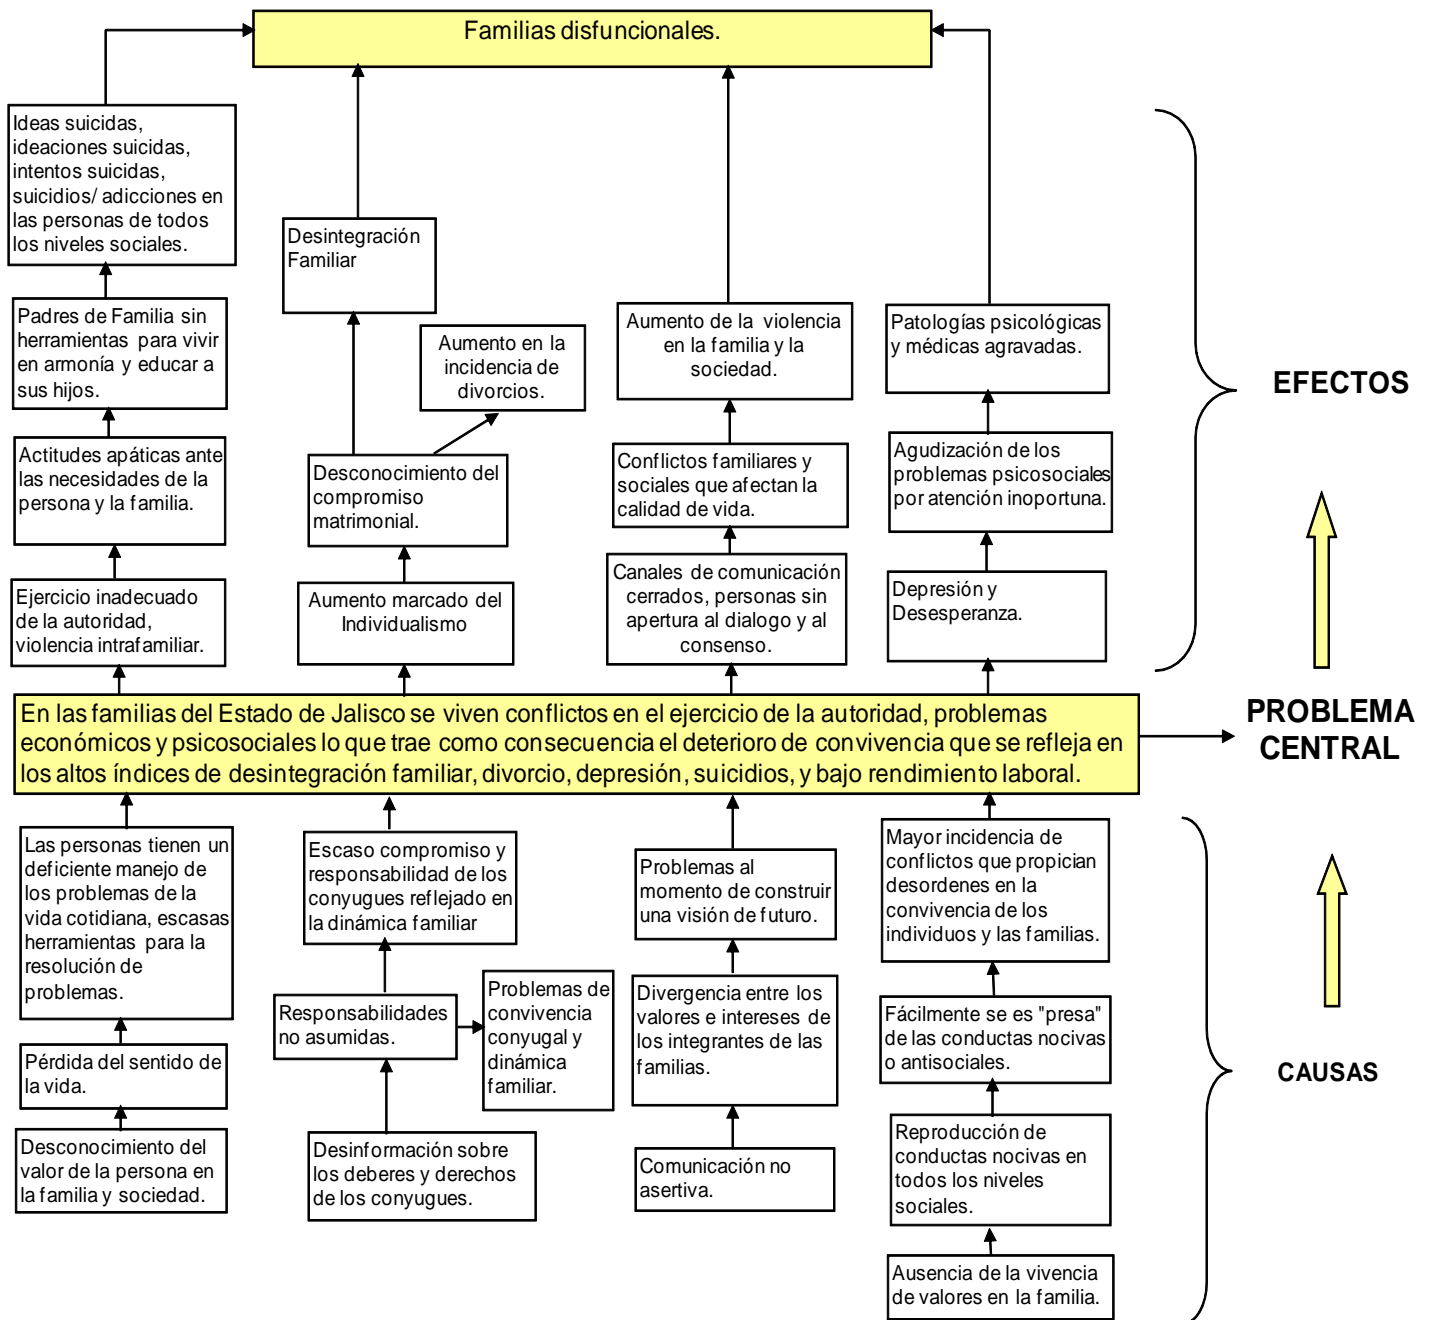 Familias disfuncionales.
Ideas suicidas,
ideaciones suicidas,
intentos suicidas,
suicidios/ adicciones en
las personas de todos
los niveles sociales.
Desintegración
Familiar
Padres de Familia sin
herramientas para vivir
en armonía y educar a
sus hijos.
Aumento en la
incidencia de
divorcios.
Aumento de la violencia
en la familia y la
sociedad.
Patologías psicológicas
y médicas agravadas.
EFECTOS
Actitudes apáticas ante
las necesidades de la
persona y la familia.
Desconocimiento del
compromiso
matrimonial.
Conflictos familiares y
sociales que afectan la
calidad de vida.
Agudización de los
problemas psicosociales
por atención inoportuna.
Ejercicio inadecuado
de la autoridad,
violencia intrafamiliar.
Aumento marcado del
Individualismo
Canales de comunicación
cerrados, personas sin
apertura al dialogo y al
consenso.
Depresión y
Desesperanza.
En las familias del Estado de Jalisco se viven conflictos en el ejercicio de la autoridad, problemas
económicos y psicosociales lo que trae como consecuencia el deterioro de convivencia que se refleja en
los altos índices de desintegración familiar, divorcio, depresión, suicidios, y bajo rendimiento laboral.
PROBLEMA
CENTRAL
Las personas tienen un
deficiente manejo de
los problemas de la
vida cotidiana, escasas
herramientas para la
resolución de
problemas.
Escaso compromiso y
responsabilidad de los
conyugues reflejado en
la dinámica familiar
Problemas al
momento de construir
una visión de futuro.
Mayor incidencia de
conflictos que propician
desordenes en la
convivencia de los
individuos y las familias.
Responsabilidades
no asumidas.
Problemas de
convivencia
conyugal y
dinámica
familiar.
Divergencia entre los
valores e intereses de
los integrantes de las
familias.
Fácilmente se es "presa"
de las conductas nocivas
o antisociales.
CAUSAS
Pérdida del sentido de
la vida.
Desconocimiento del
valor de la persona en
la familia y sociedad.
Desinformación sobre
los deberes y derechos
de los conyugues.
Comunicación no
asertiva.
Reproducción de
conductas nocivas en
todos los niveles
sociales.
Ausencia de la vivencia
de valores en la familia.